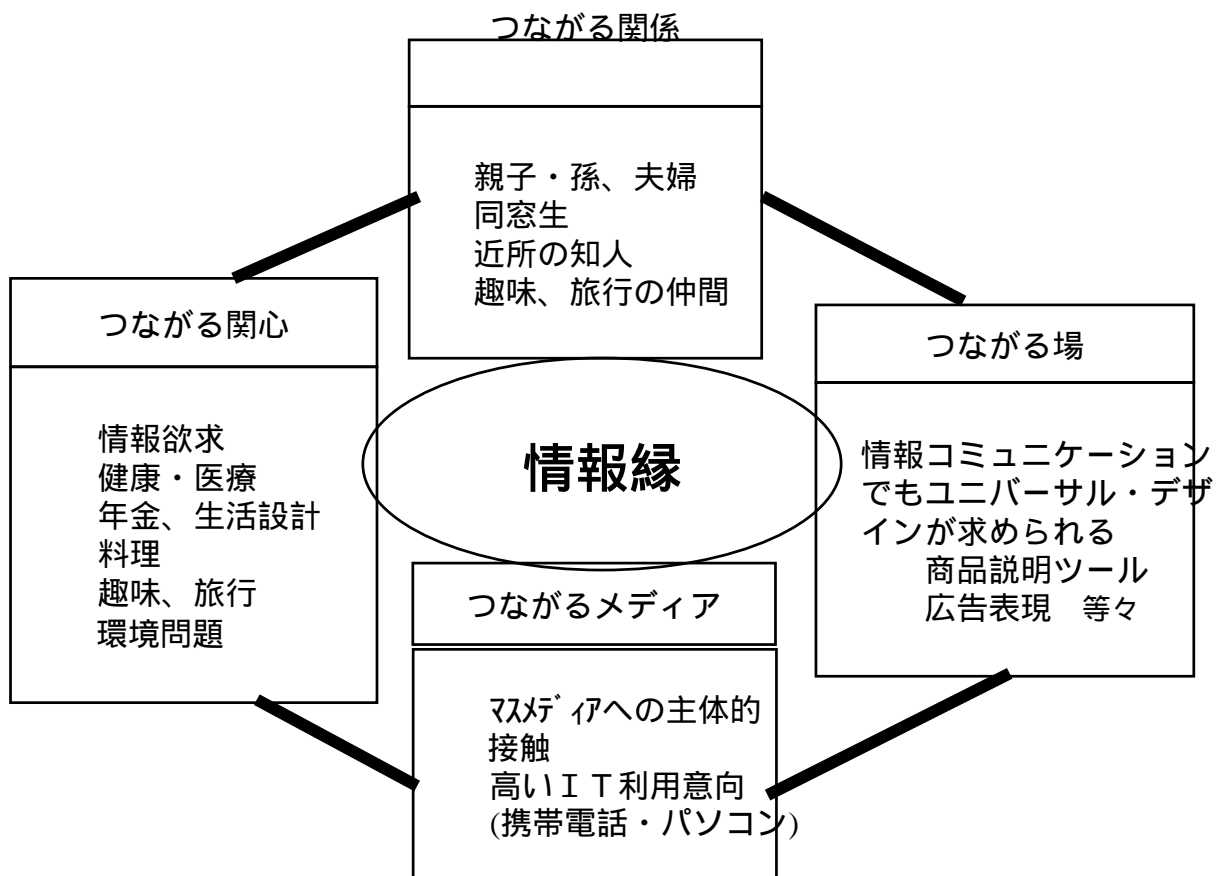 つながる関係
親子・孫、夫婦
同窓生
近所の知人
趣味、旅行の仲間
つながる関心
情報欲求
健康・医療
年金、生活設計
料理
趣味、旅行
環境問題
情報縁
つながる場
情報コミュニケーション
でもユニバーサル・デザ
インが求められる
商品説明ツール
広告表現　等々
つながるメディア
ﾏｽﾒﾃﾞｨｱへの主体的
接触
高いＩＴ利用意向
(携帯電話・パソコン)